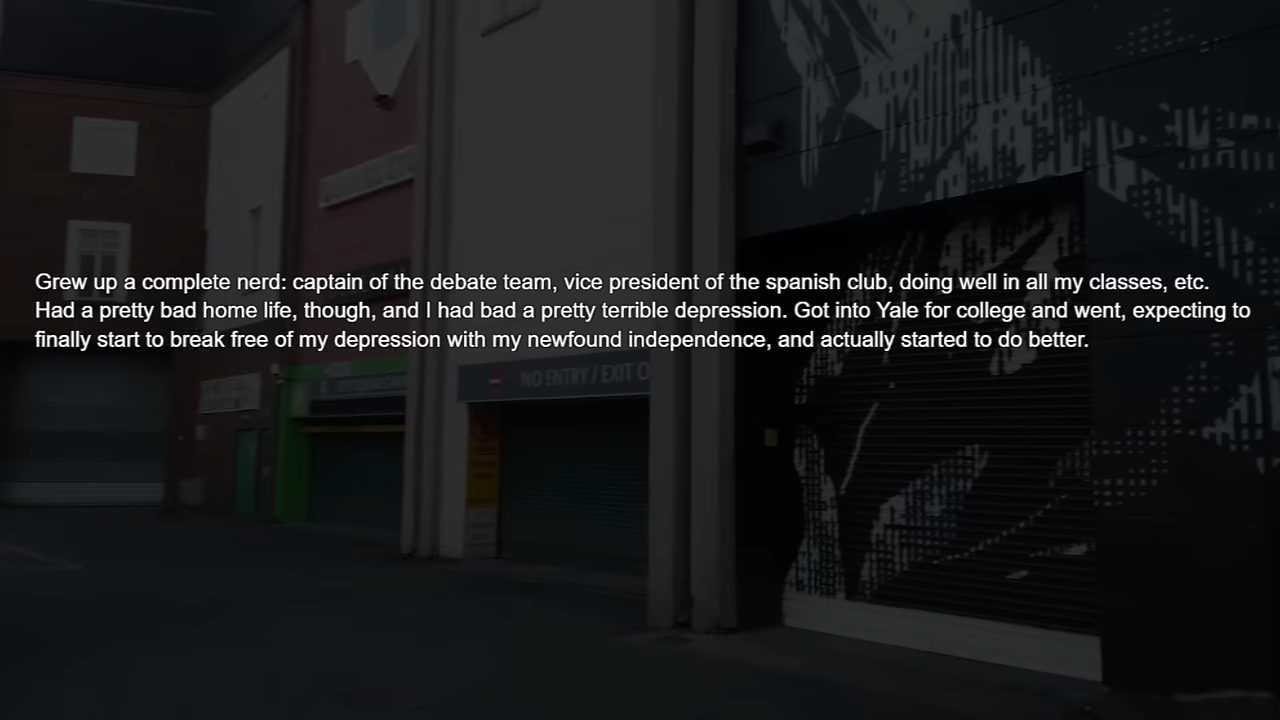 Grew up a complete nerd: captain of the debate team, vice president of the spanish club, doing well in all my classes, etc.
Had a pretty bad home life, though, and I had bad a pretty terrible depression. Got into Yale for college and went, expecting to
finally start to break free of my depression with my newfound independence, and actually started to do better.
NO ENTRY / EXIT O